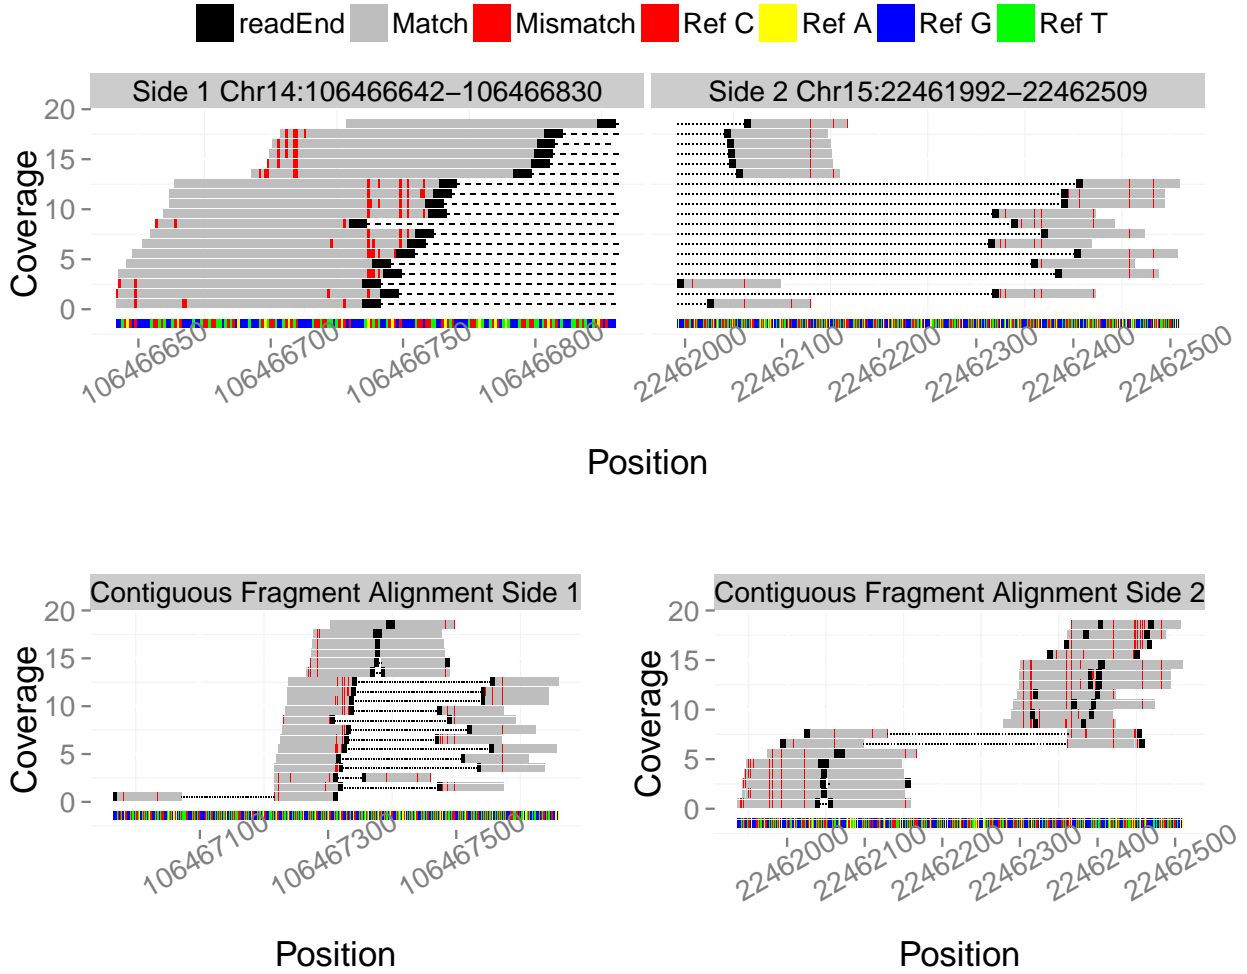 readEnd Match Mismatch Ref C Ref A Ref G Ref T
Side 1 Chr14:106466642−106466830
Side 2 Chr15:22461992−22462509
Coverage
20
15
10
5
0
106466650 106466700 106466750 106466800
22462000 22462100 22462200 22462300 22462400 22462500
Position
Contiguous Fragment Alignment Side 1
Coverage
20
15
10
5
0
106467100 106467300 106467500
Position
Contiguous Fragment Alignment Side 2
Coverage
20
15
10
5
0
22462000 22462100 22462200 22462300 22462400 22462500
Position